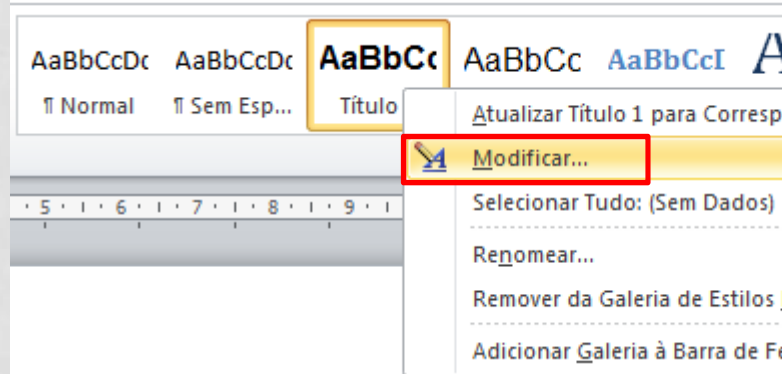 AaBbCcDc AaBbCcDc AaBbCc AaBbCc AaBbCcI A
¶ Normal ¶ Sem Esp... Título
Atualizar Título 1 para Corresp
Modificar...
· 5 · ı · 6 · ı · 7 · ı · 8 · ı · 9 · ı
Selecionar Tudo: (Sem Dados)
Renomear...
Remover da Galeria de Estilos
Adicionar Galeria à Barra de Fe